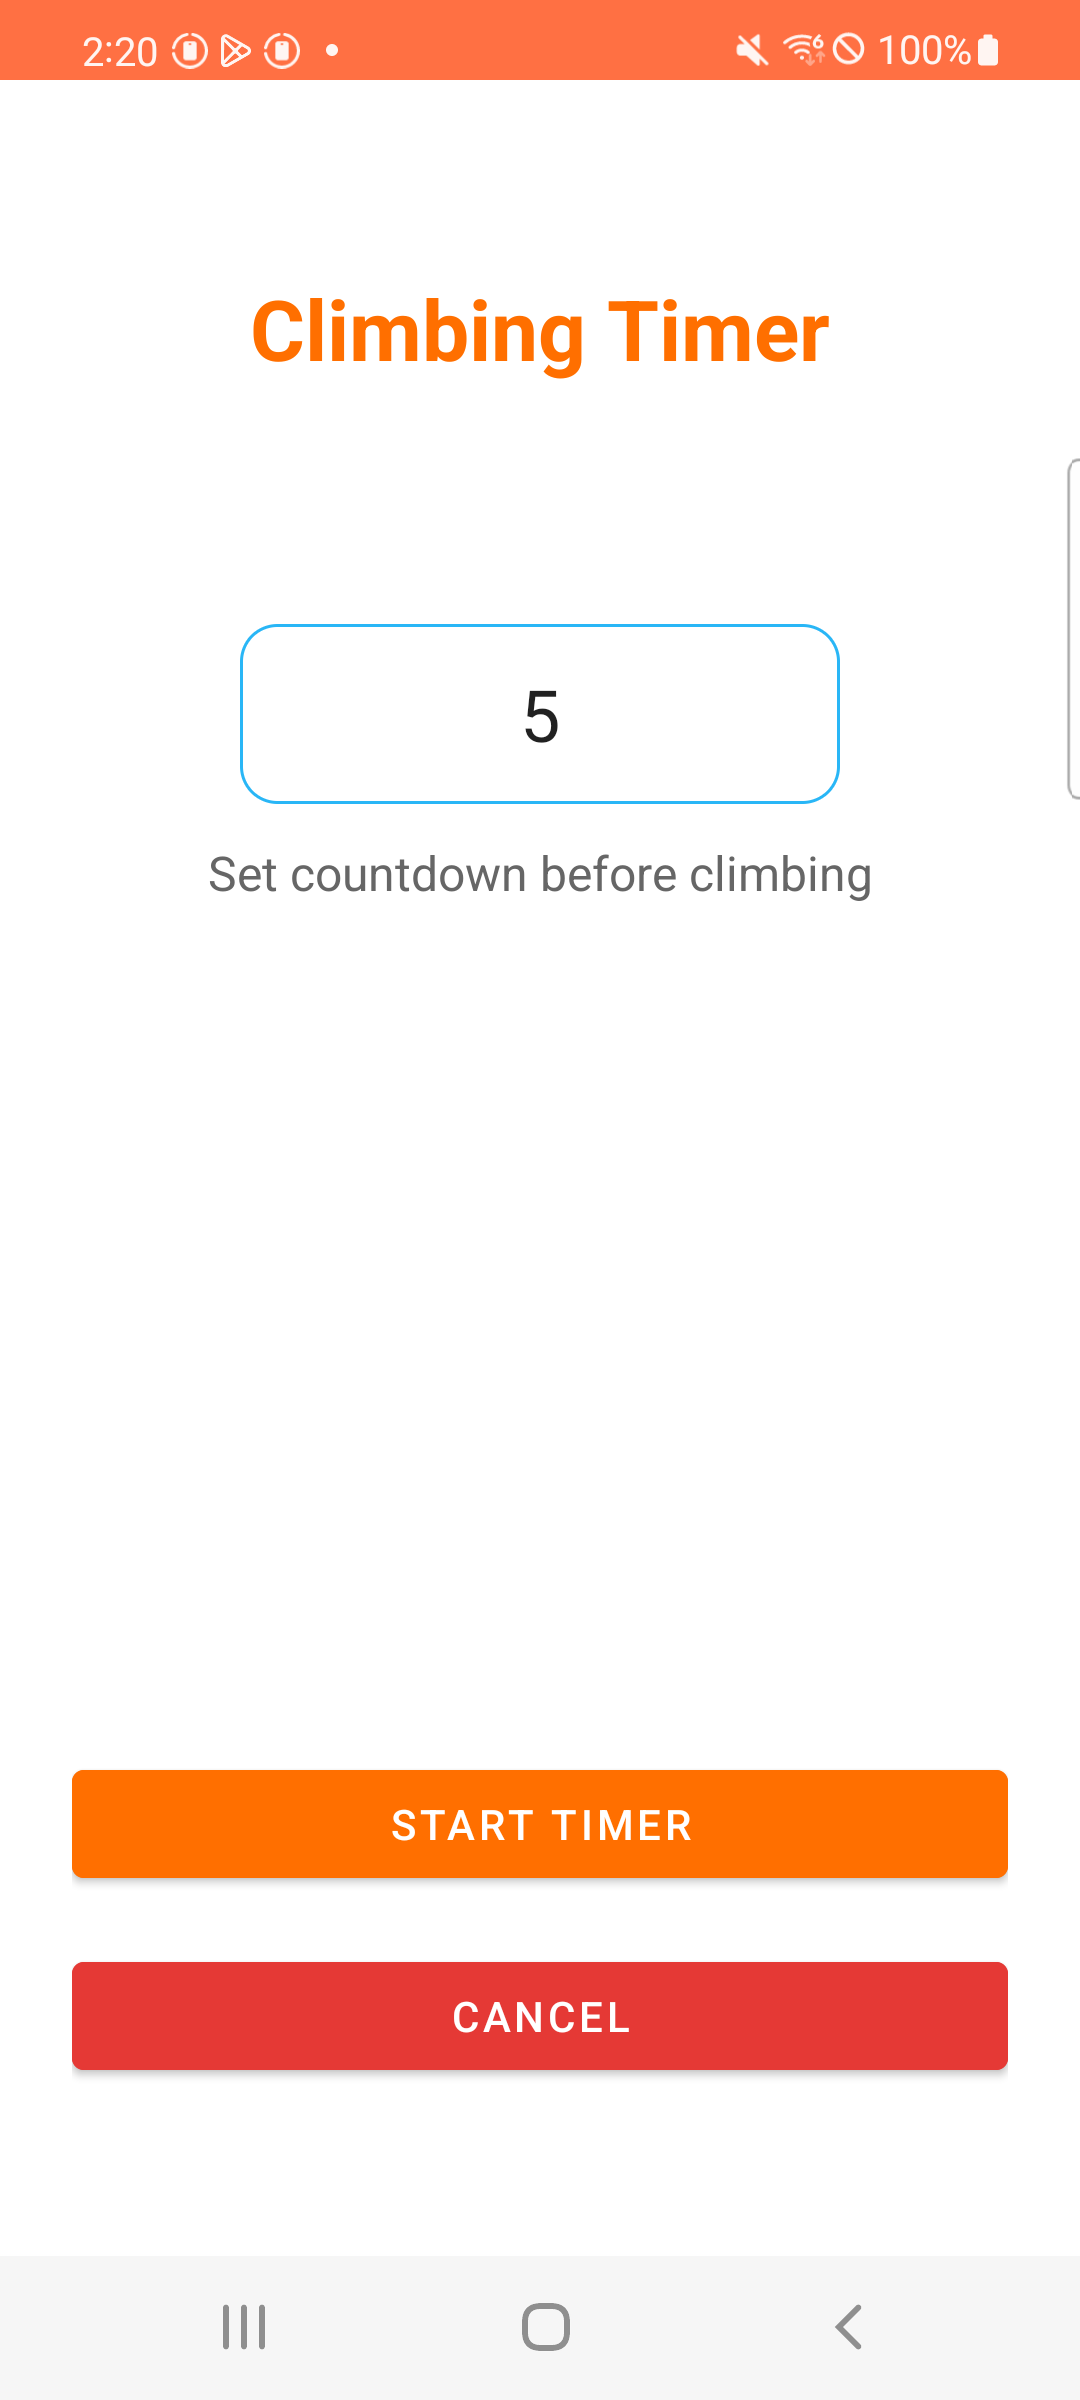 2:20 100%
Climbing Timer
5
Set countdown before climbing
START TIMER
CANCEL